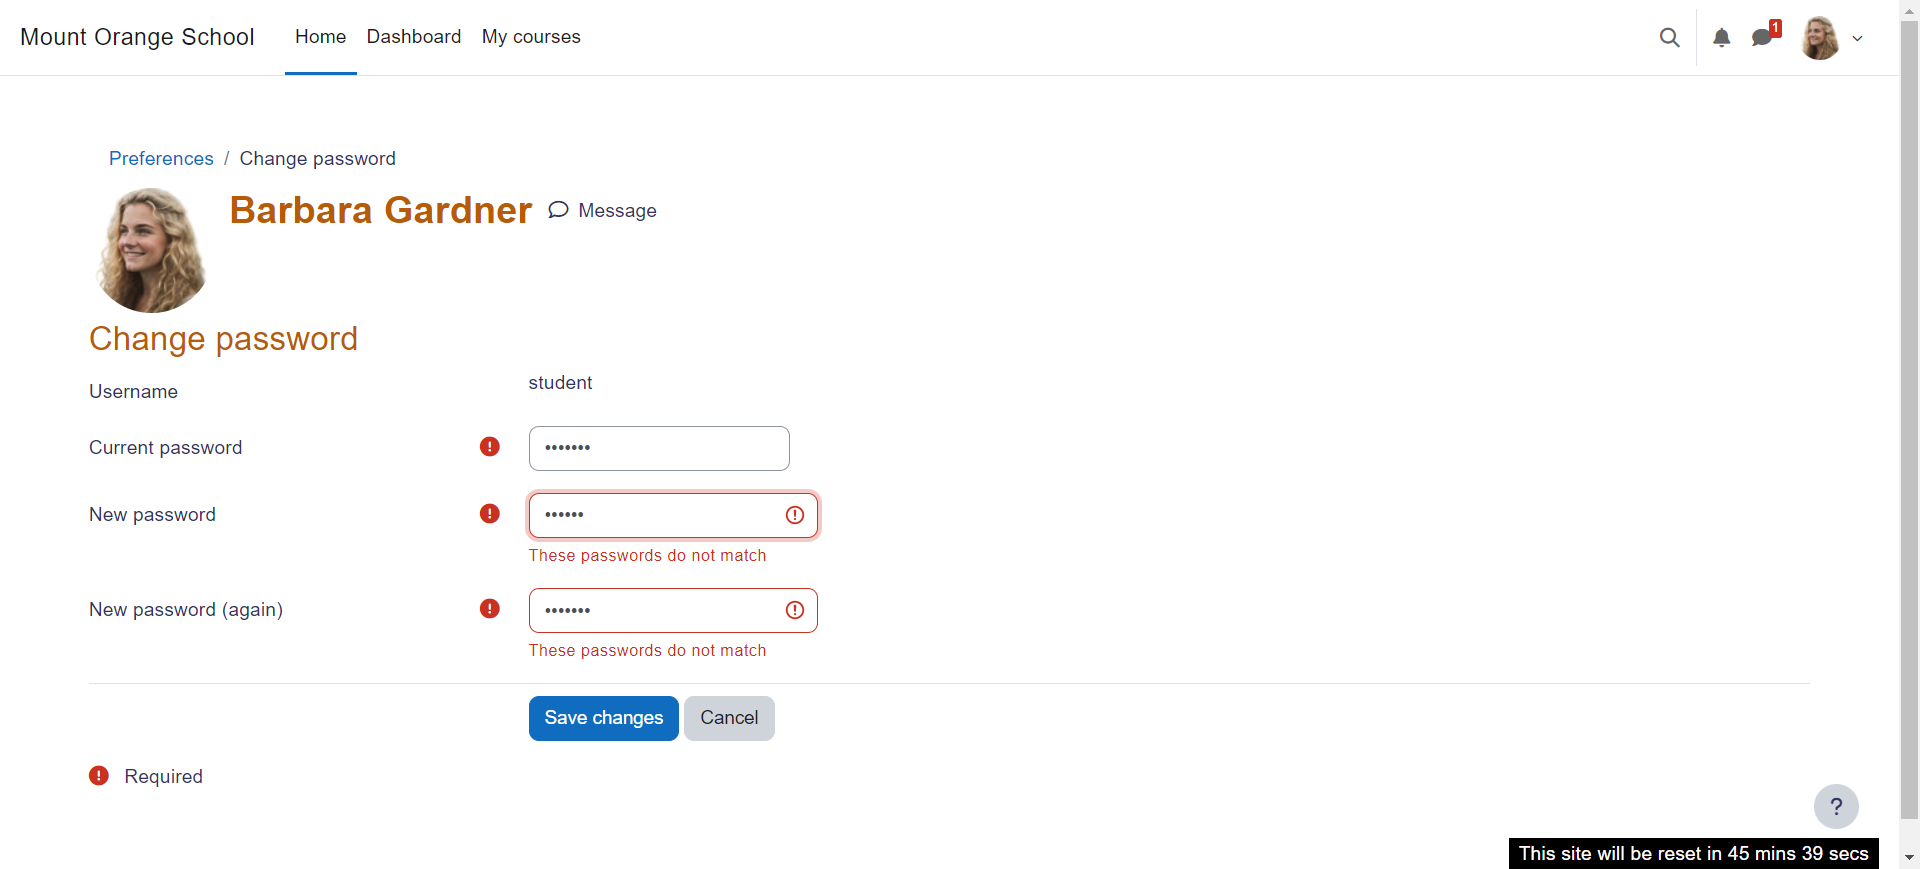 Mount Orange School Home Dashboard My courses 1
Preferences / Change password
Barbara Gardner Message
Change password
Username student
Current password •••••••
New password ••••••
These passwords do not match
New password (again) •••••••
These passwords do not match
Save changes Cancel
Required
?
This site will be reset in 45 mins 39 secs